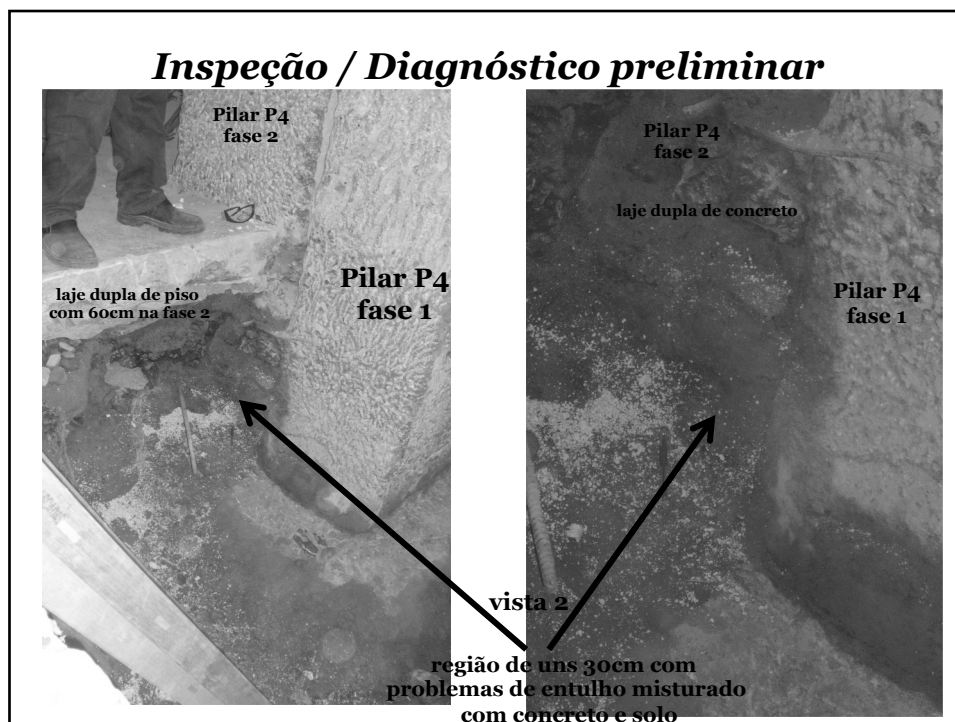 Inspeção / Diagnóstico preliminar
Pilar P4
fase 2
Pilar P4
fase 1
laje dupla de piso
com 60cm na fase 2
Pilar P4
fase 2
laje dupla de concreto
Pilar P4
fase 1
vista 2
região de uns 30cm com
problemas de entulho misturado
com concreto e solo